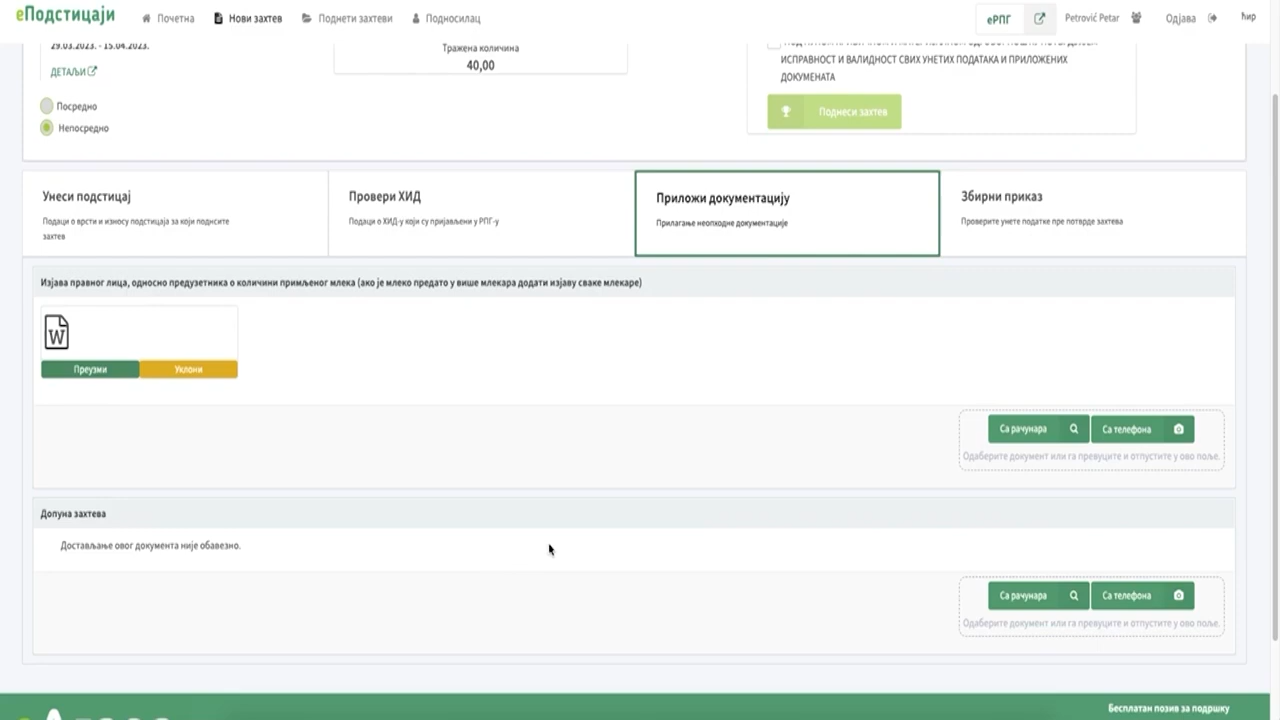 еПодстицаји
Почетна
Нови захтев
Поднети захтеви
Подносилац
еРПГ
Petrović Petar
Одјава
ћир
29.03.2023. - 15.04.2023.
ДЕТАЉИ
Тражена количина
40,00
ИСПРАВНОСТ И ВАЛИДНОСТ СВИХ УНЕТИХ ПОДАТАКА И ПРИЛОЖЕНИХ
ДОКУМЕНАТА
Посредно
Непосредно
Поднеси захтев
Унеси подстицај
Подаци о врсти и износу подстицаја за који подносите
захтев
Провери ХИД
Подаци о ХИД-у који су пријављени у РПГ-у
Приложи документацију
Прилагање неопходне документације
Збирни приказ
Проверите унете податке пре потврде захтева
Изјава правног лица, односно предузетника о количини примљеног млека (ако је млеко предато у више млекара додати изјаву сваке млекаре)
W
Преузми
Уклони
Са рачунара
Са телефона
Одаберите документ или га превуците и отпустите у ово поље.
Допуна захтева
Достављање овог документа није обавезно.
Са рачунара
Са телефона
Одаберите документ или га превуците и отпустите у ово поље.
Бесплатан позив за подршку